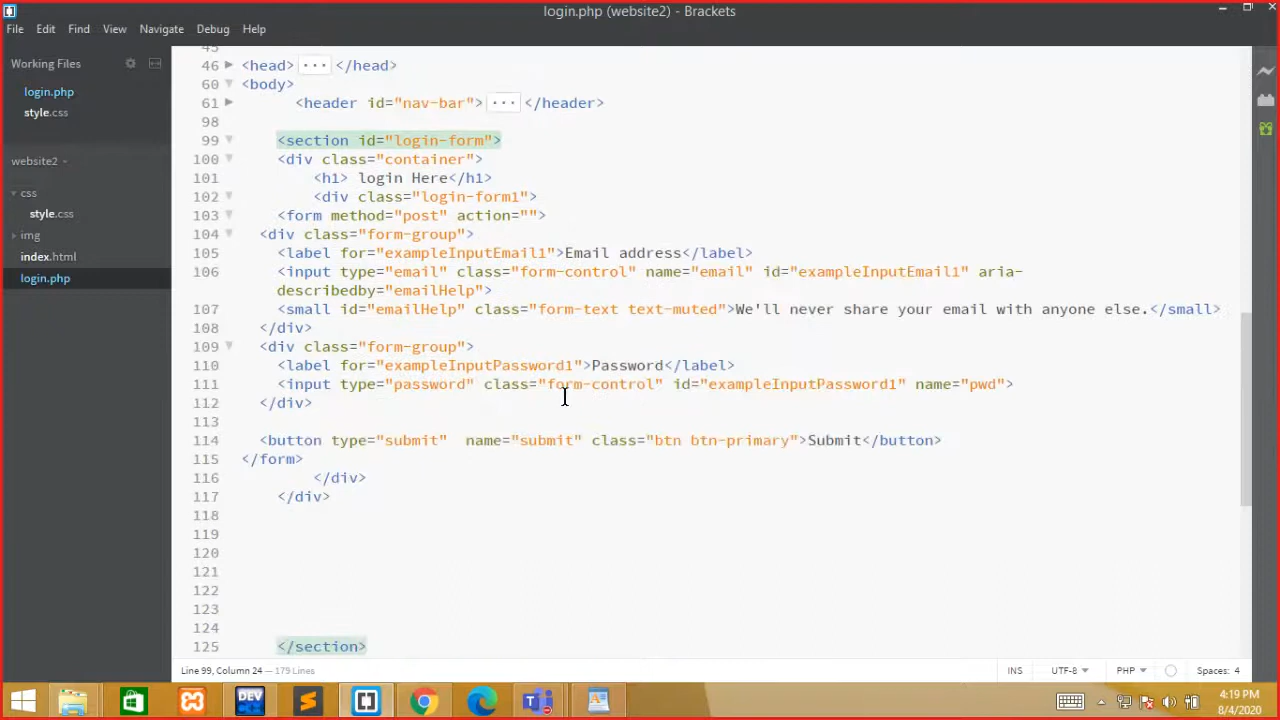 login.php (website2) - Brackets
File Edit Find View Navigate Debug Help
Working Files
login.php
style.css
website2
css
style.css
img
index.html
login.php
45
46 <head> ··· </head>
60 <body>
61 <header id="nav-bar"> ··· </header>
98
99 <section id="login-form">
100 <div class="container">
101 <h1> login Here</h1>
102 <div class="login-form1">
103 <form method="post" action="">
104 <div class="form-group">
105 <label for="exampleInputEmail1">Email address</label>
106 <input type="email" class="form-control" name="email" id="exampleInputEmail1" aria-
describedby="emailHelp">
107 <small id="emailHelp" class="form-text text-muted">We'll never share your email with anyone else.</small>
108 </div>
109 <div class="form-group">
110 <label for="exampleInputPassword1">Password</label>
111 <input type="password" class="form-control" id="exampleInputPassword1" name="pwd">
112 </div>
113
114 <button type="submit"  name="submit" class="btn btn-primary">Submit</button>
115 </form>
116 </div>
117 </div>
118
119
120
121
122
123
124
125 </section>
Line 99, Column 24 — 179 Lines
INS UTF-8 PHP Spaces: 4
DEV
4:19 PM
8/4/2020